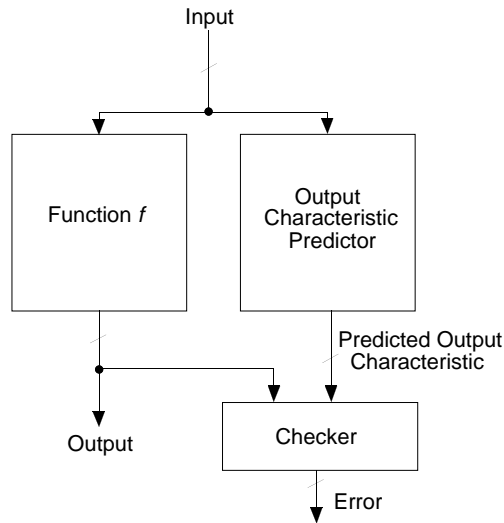 Input
Function f
Output
Characteristic
Predictor
Predicted Output
Characteristic
Output
Checker
Error